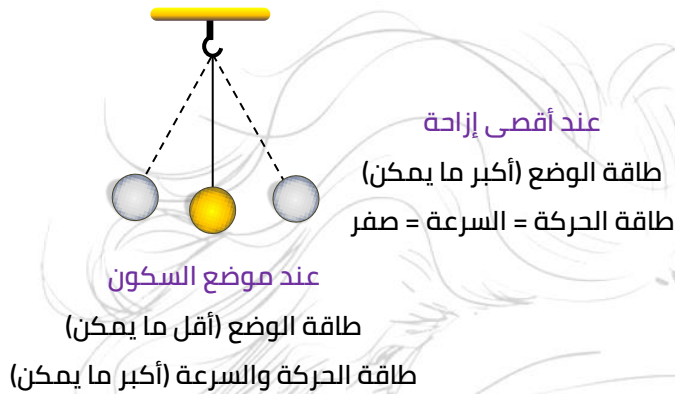 عند أقصى إزاحة
طاقة الوضع (أكبر ما يمكن)
طاقة الحركة = السرعة = صفر
عند موضع السكون
طاقة الوضع (أقل ما يمكن)
طاقة الحركة والسرعة (أكبر ما يمكن)